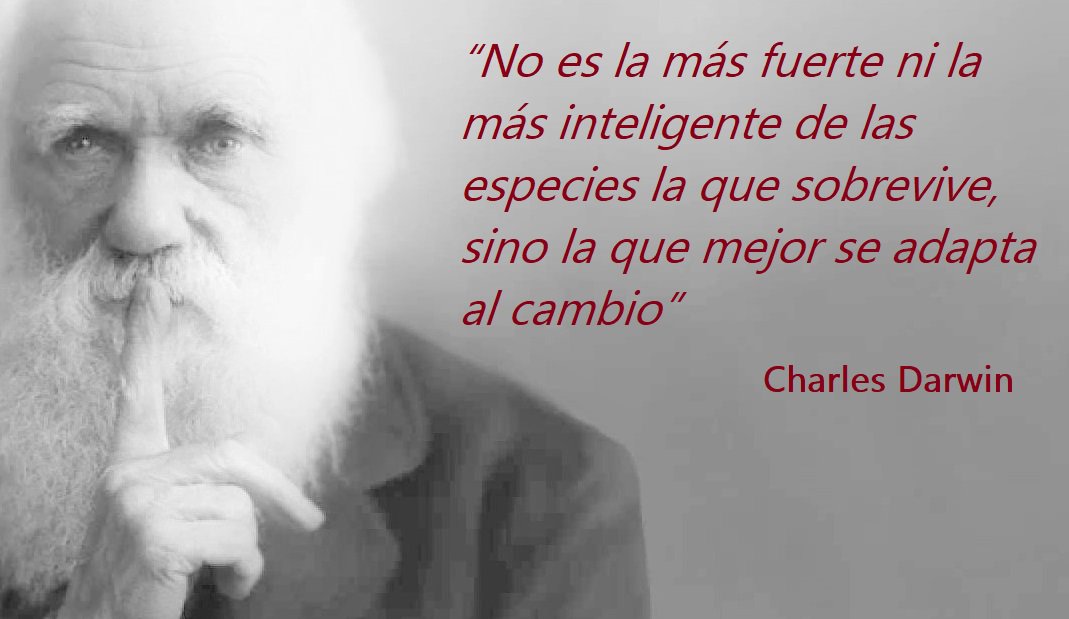 “No es la más fuerte ni la
más inteligente de las
especies la que sobrevive,
sino la que mejor se adapta
al cambio”
Charles Darwin